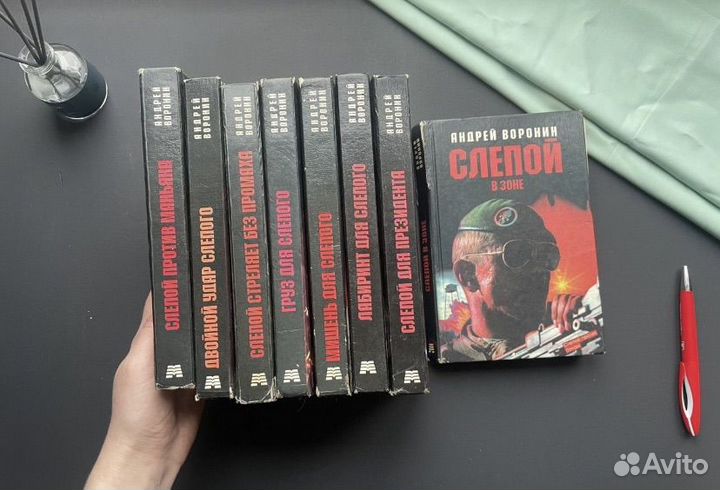 АНДРЕЙ ВОРОНИН
СЛЕПОЙ ПРОТИВ МАНЬЯКА
АНДРЕЙ ВОРОНИН
ДВОЙНОЙ УДАР СЛЕПОГО
АНДРЕЙ ВОРОНИН
СЛЕПОЙ СТРЕЛЯЕТ БЕЗ ПРОМАХА
АНДРЕЙ ВОРОНИН
ГРУЗ ДЛЯ СЛЕПОГО
АНДРЕЙ ВОРОНИН
МИШЕНЬ ДЛЯ СЛЕПОГО
АНДРЕЙ ВОРОНИН
ЛАБИРИНТ ДЛЯ СЛЕПОГО
АНДРЕЙ ВОРОНИН
СЛЕПОЙ ДЛЯ ПРЕЗИДЕНТА
СЛЕПОЙ В ЗОНЕ
АНДРЕЙ ВОРОНИН
СЛЕПОЙ
В ЗОНЕ
Avito